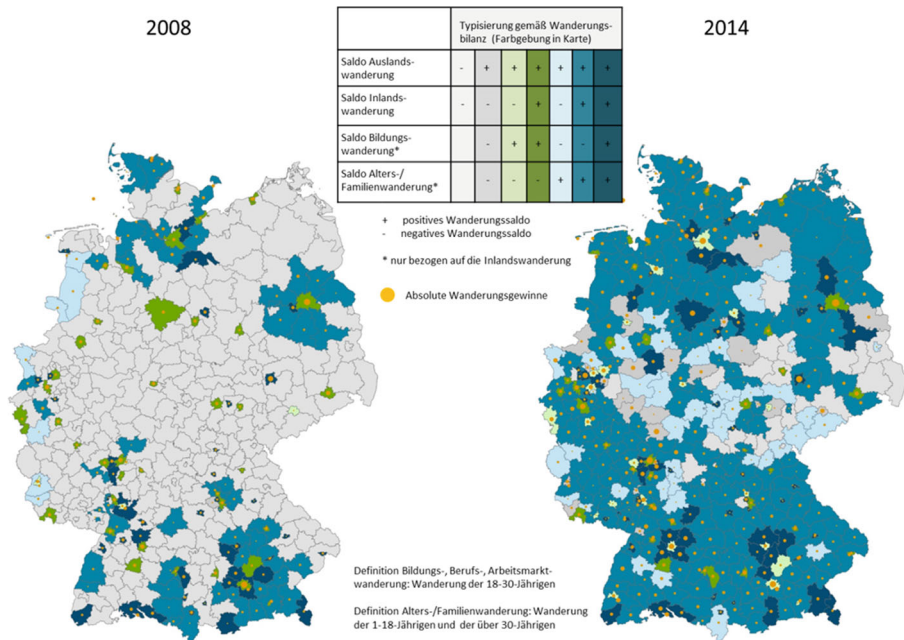 2008
2014
Typisierung gemäß Wanderungs-
bilanz (Farbgebung in Karte)
Saldo Auslands-
wanderung
- + + + + + +
Saldo Inlands-
wanderung
- - - + - + +
Saldo Bildungs-
wanderung*
- + + - - +
Saldo Alters-/
Familienwanderung*
- - - + + +
+ positives Wanderungssaldo
- negatives Wanderungssaldo
* nur bezogen auf die Inlandswanderung
Absolute Wanderungsgewinne
Definition Bildungs-, Berufs-, Arbeitsmarkt-
wanderung: Wanderung der 18-30-Jährigen
Definition Alters-/Familienwanderung: Wanderung
der 1-18-Jährigen und der über 30-Jährigen